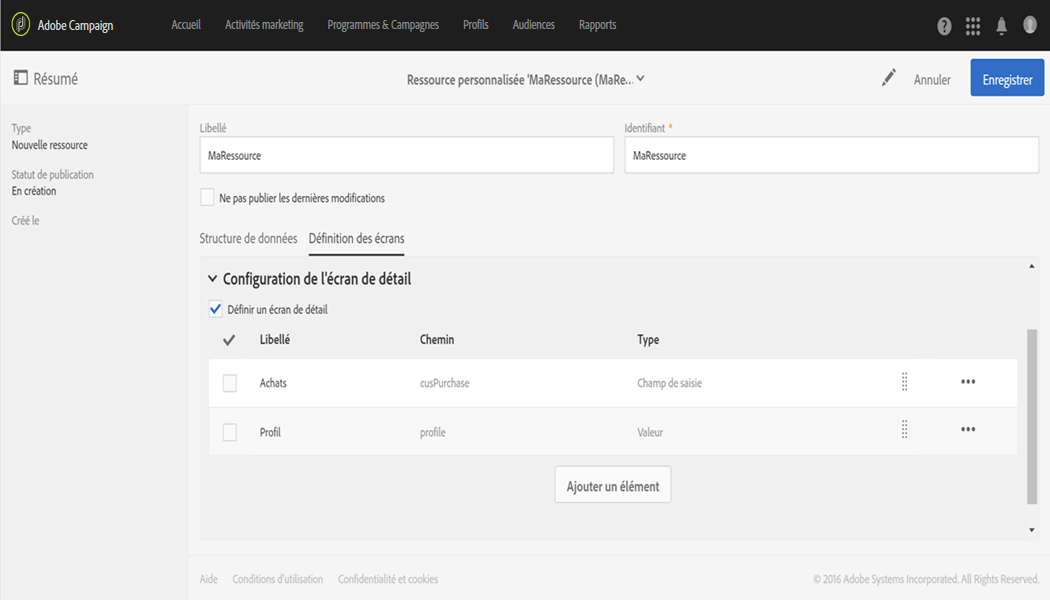 Adobe Campaign
Accueil Activités marketing Programmes & Campagnes Profils Audiences Rapports
Résumé
Ressource personnalisée 'MaRessource (MaRe...
Annuler
Enregistrer
Type
Nouvelle ressource
Statut de publication
En création
Créé le
Libellé
MaRessource
Identifiant *
MaRessource
Ne pas publier les dernières modifications
Structure de données Définition des écrans
Configuration de l'écran de détail
Définir un écran de détail
Libellé Chemin Type
Achats cusPurchase Champ de saisie
Profil profile Valeur
Ajouter un élément
Aide Conditions d'utilisation Confidentialité et cookies © 2016 Adobe Systems Incorporated. All Rights Reserved.